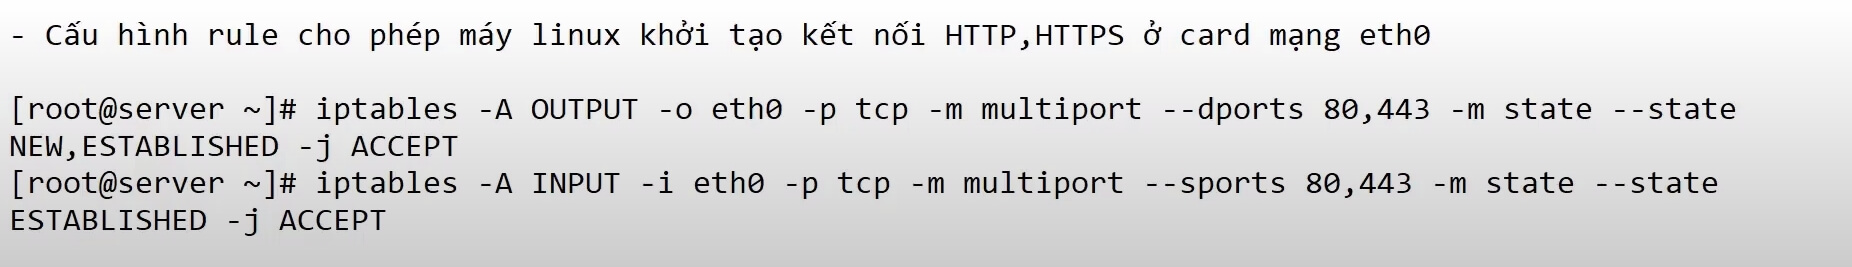 - Cấu hình rule cho phép máy linux khởi tạo kết nối HTTP,HTTPS ở card mạng eth0
[root@server ~]# iptables -A OUTPUT -o eth0 -p tcp -m multiport --dports 80,443 -m state --state
NEW,ESTABLISHED -j ACCEPT
[root@server ~]# iptables -A INPUT -i eth0 -p tcp -m multiport --sports 80,443 -m state --state
ESTABLISHED -j ACCEPT